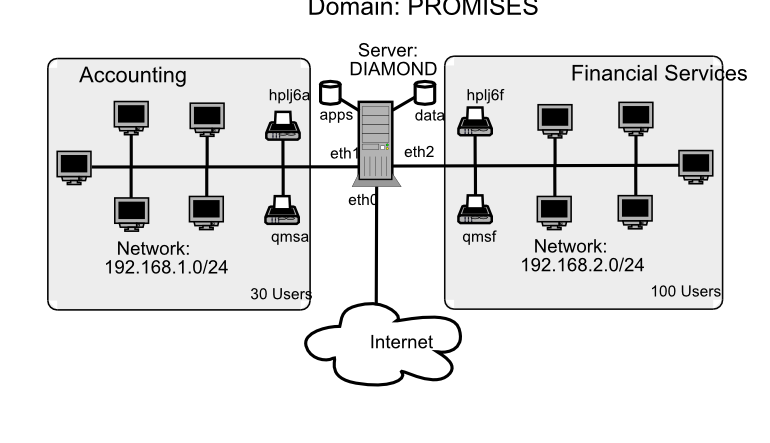 Domain: PROMISES
Server:
DIAMOND
Accounting
Financial Services
hplj6a
apps
data
hplj6f
eth1
eth2
eth0
qmsa
qmsf
Network:
192.168.1.0/24
Network:
192.168.2.0/24
30 Users
100 Users
Internet